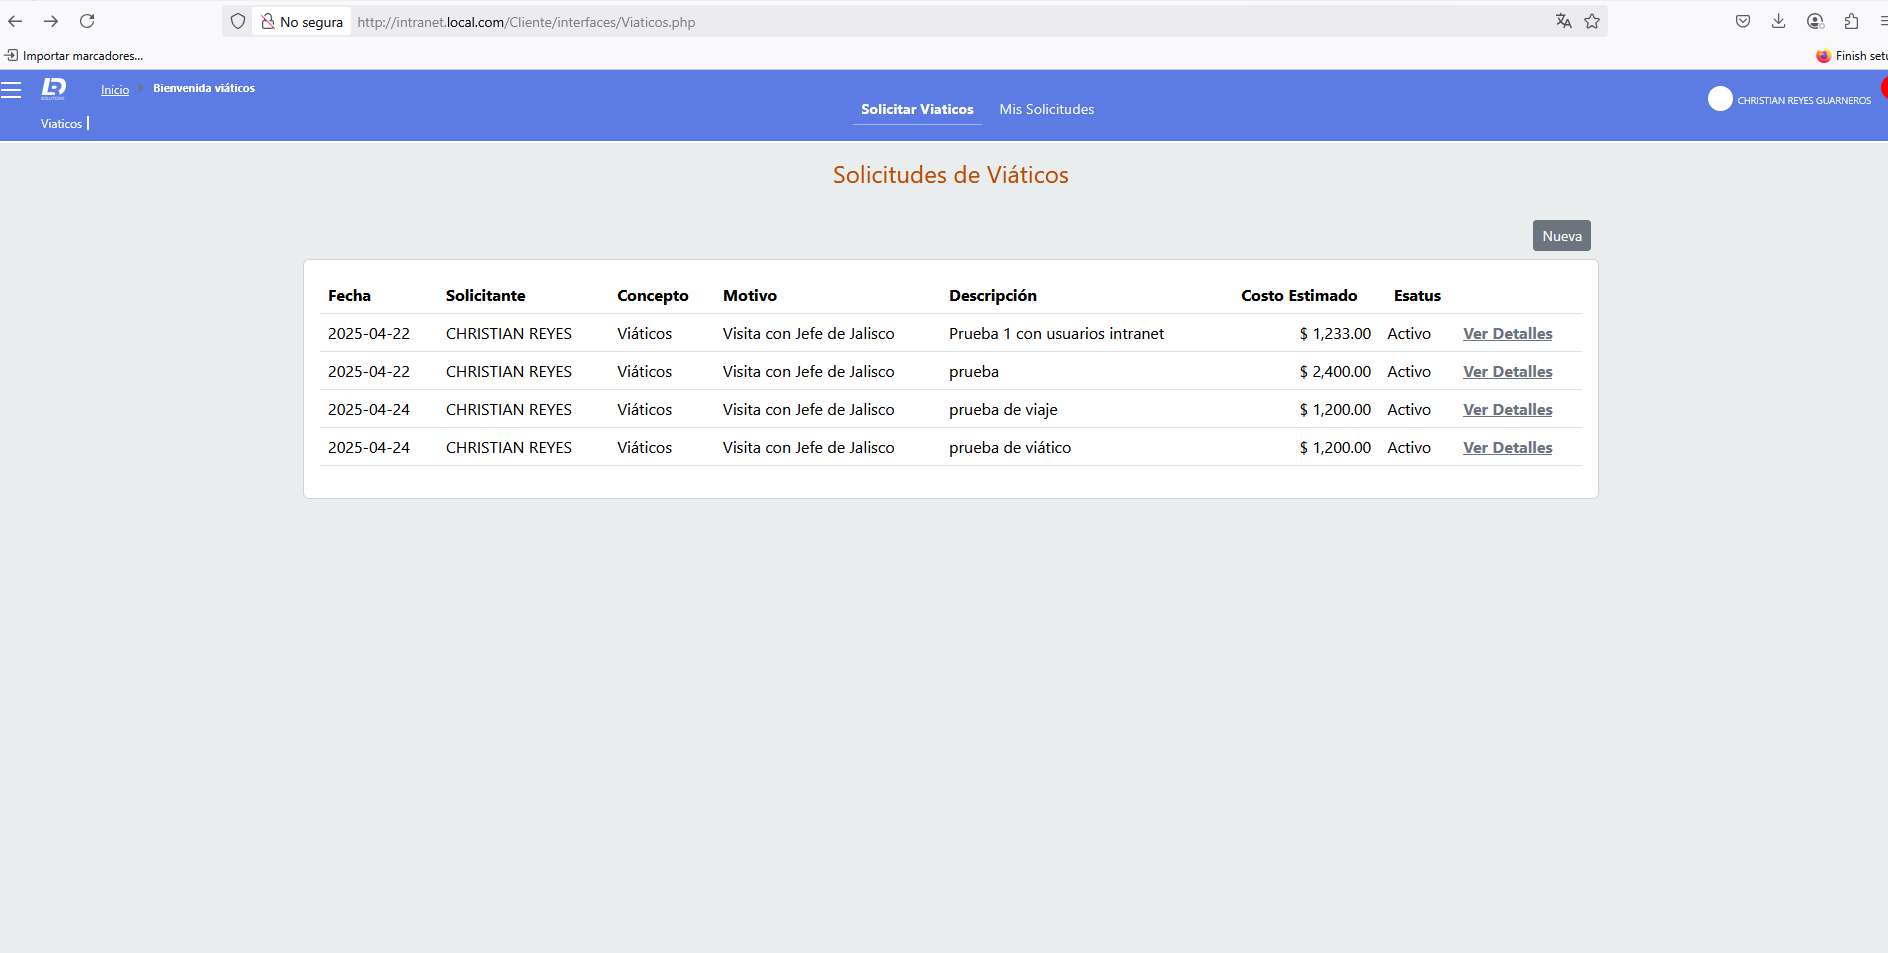 No segura http://intranet.local.com/Cliente/interfaces/Viaticos.php
Importar marcadores...
Finish setu
SOLUTIONS
Inicio > Bienvenida viáticos
Viaticos |
Solicitar Viaticos Mis Solicitudes
CHRISTIAN REYES GUARNEROS
Solicitudes de Viáticos
Nueva
Fecha Solicitante Concepto Motivo Descripción Costo Estimado Esatus
2025-04-22 CHRISTIAN REYES Viáticos Visita con Jefe de Jalisco Prueba 1 con usuarios intranet $ 1,233.00 Activo Ver Detalles
2025-04-22 CHRISTIAN REYES Viáticos Visita con Jefe de Jalisco prueba $ 2,400.00 Activo Ver Detalles
2025-04-24 CHRISTIAN REYES Viáticos Visita con Jefe de Jalisco prueba de viaje $ 1,200.00 Activo Ver Detalles
2025-04-24 CHRISTIAN REYES Viáticos Visita con Jefe de Jalisco prueba de viático $ 1,200.00 Activo Ver Detalles